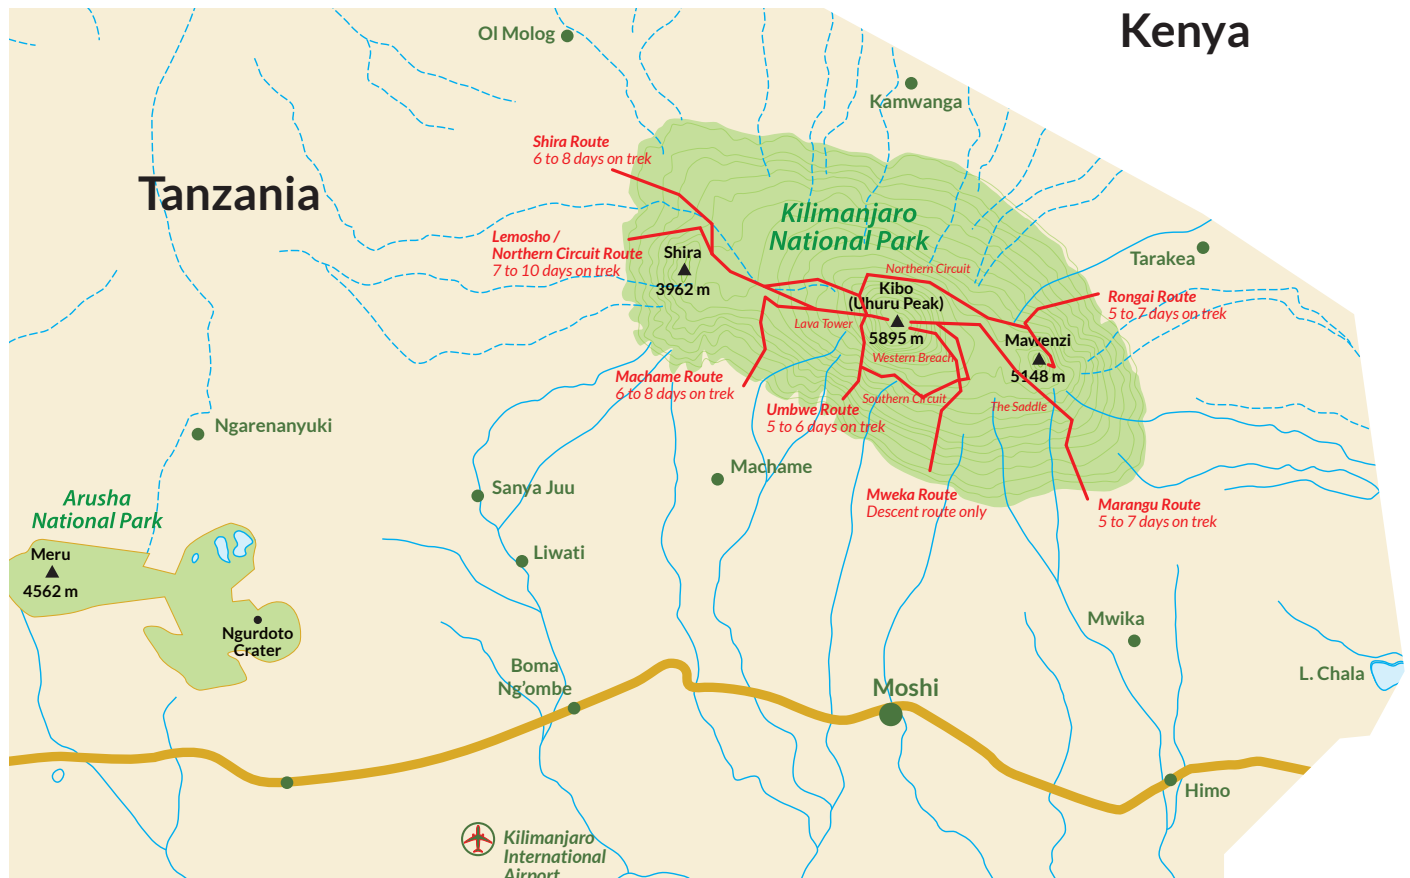 Kenya
Ol Molog
Kamwanga
Shira Route
6 to 8 days on trek
Tanzania
Kilimanjaro
National Park
Lemosho /
Northern Circuit Route
7 to 10 days on trek
Shira
3962 m
Tarakea
Northern Circuit
Kibo
(Uhuru Peak)
5895 m
Lava Tower
Rongai Route
5 to 7 days on trek
Mawenzi
5148 m
Western Breach
Machame Route
6 to 8 days on trek
Umbwe Route
5 to 6 days on trek
Southern Circuit
The Saddle
Ngarenanyuki
Machame
Sanya Juu
Mweka Route
Descent route only
Marangu Route
5 to 7 days on trek
Arusha
National Park
Meru
4562 m
Liwati
Ngurdoto
Crater
Mwika
Boma
Ng'ombe
Moshi
L. Chala
Himo
Kilimanjaro
International
Airport